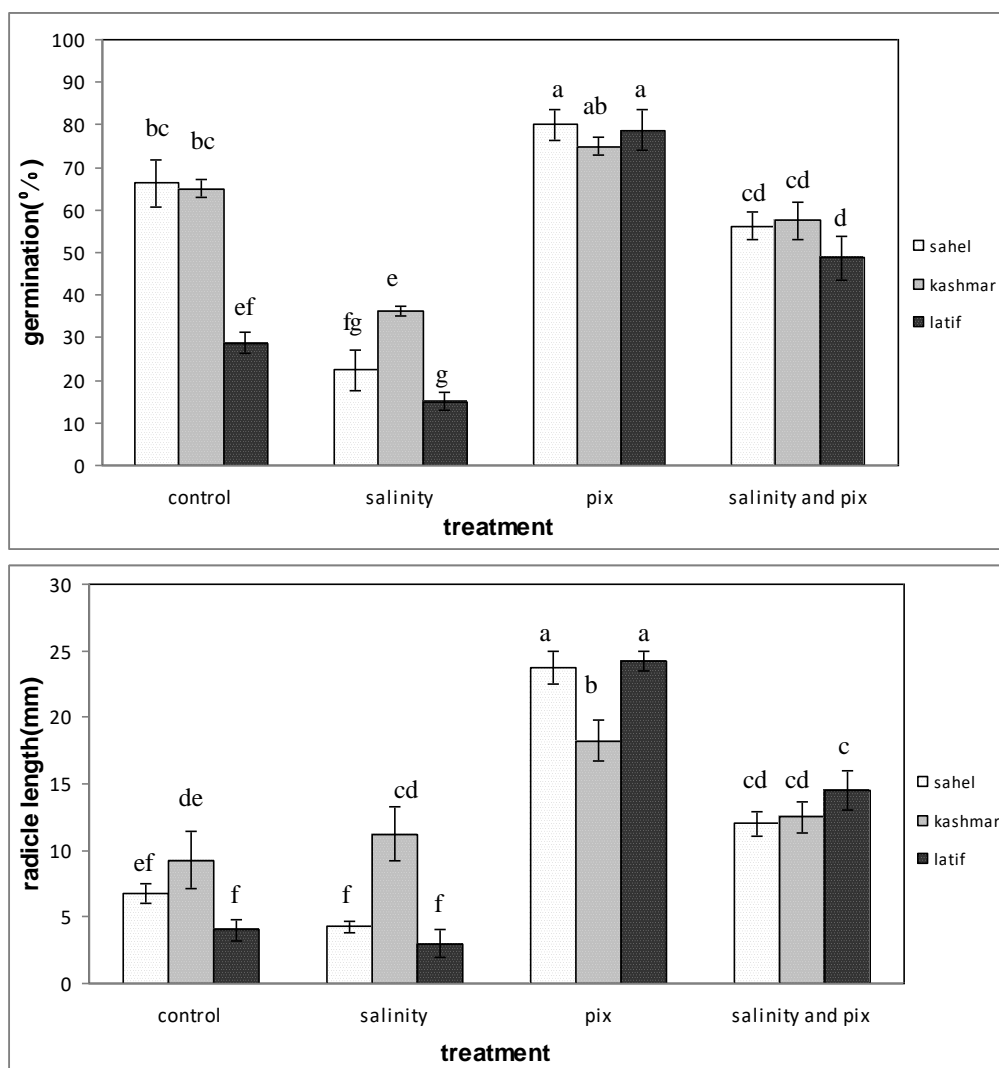 100
90
80
70
60
50
40
30
20
10
0
germination(%)
bc bc ef
fg e g
a ab a
cd cd d
control salinity pix salinity and pix
treatment
sahel
kashmar
latif
30
25
20
15
10
5
0
radicle length(mm)
ef de f
f cd f
a b a
cd cd c
control salinity pix salinity and pix
treatment
sahel
kashmar
latif